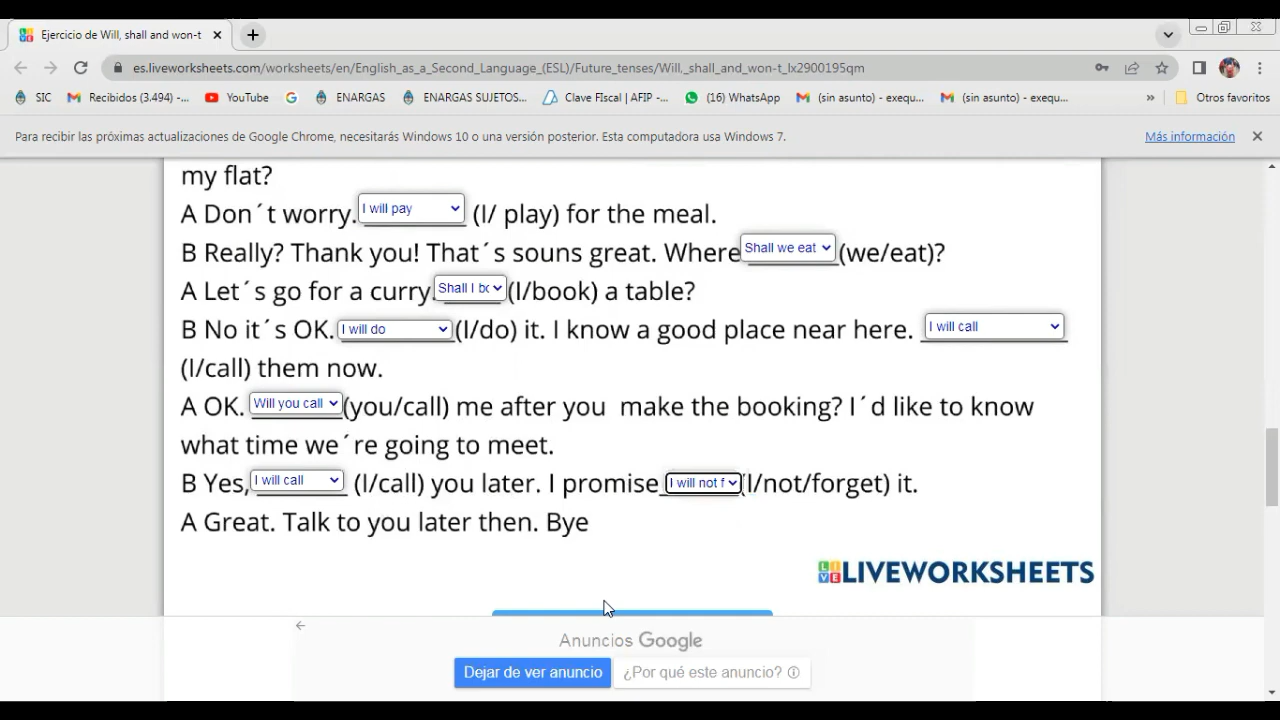 Ejercicio de Will, shall and won-t
es.liveworksheets.com/worksheets/en/English_as_a_Second_Language_(ESL)/Future_tenses/Will,_shall_and_won-t_lx2900195qm
SIC Recibidos (3.494) -... YouTube ENARGAS ENARGAS SUJETOS... Clave FIscal | AFIP -... (16) WhatsApp (sin asunto) - exequ... (sin asunto) - exequ... » Otros favoritos
Para recibir las próximas actualizaciones de Google Chrome, necesitarás Windows 10 o una versión posterior. Esta computadora usa Windows 7. Más información
my flat?
A Don´t worry. I will pay (I/ play) for the meal.
B Really? Thank you! That´s souns great. Where Shall we eat (we/eat)?
A Let´s go for a curry. Shall I bo (I/book) a table?
B No it´s OK. I will do (I/do) it. I know a good place near here. I will call
(I/call) them now.
A OK. Will you call (you/call) me after you make the booking? I´d like to know
what time we´re going to meet.
B Yes, I will call (I/call) you later. I promise I will not f (I/not/forget) it.
A Great. Talk to you later then. Bye
LIVE LIVEWORKSHEETS
Anuncios Google
Dejar de ver anuncio ¿Por qué este anuncio?